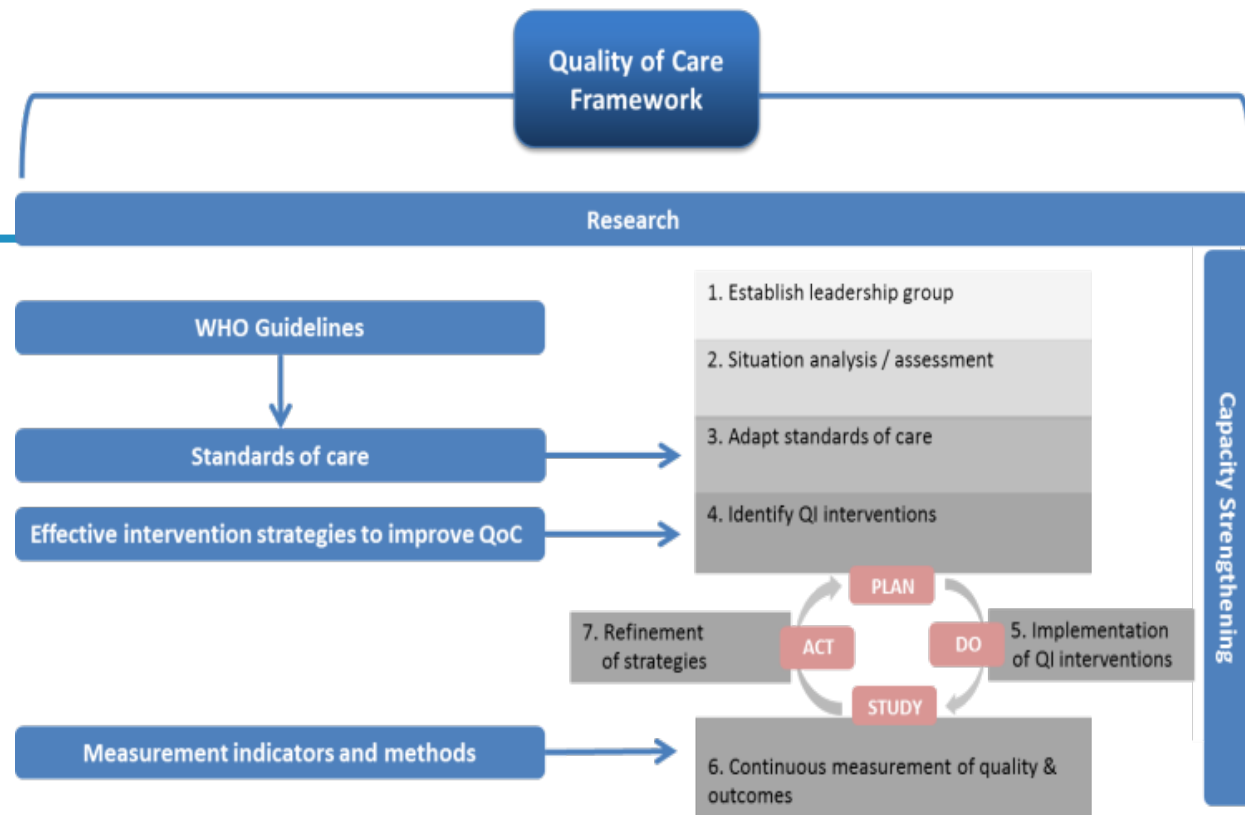 Quality of Care
Framework
Research
WHO Guidelines
Standards of care
Effective intervention strategies to improve QoC
Measurement indicators and methods
1. Establish leadership group
2. Situation analysis / assessment
3. Adapt standards of care
4. Identify QI interventions
PLAN
DO
5. Implementation
of QI interventions
STUDY
6. Continuous measurement of quality &
outcomes
ACT
7. Refinement
of strategies
Capacity Strengthening